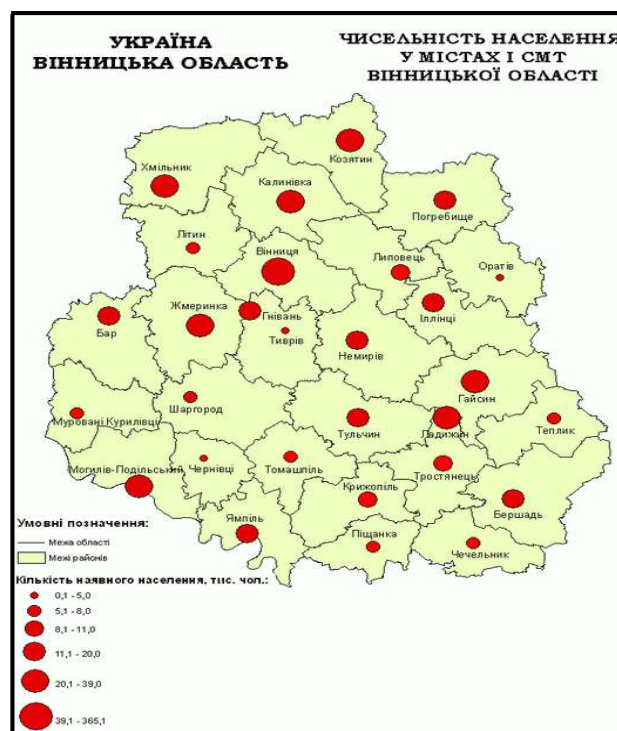 УКРАЇНА
ВІННИЦЬКА ОБЛАСТЬ
ЧИСЕЛЬНІСТЬ НАСЕЛЕННЯ
У МІСТАХ І СМТ
ВІННИЦЬКОЇ ОБЛАСТІ
Козятин
Хмільник
Калинівка
Погребище
Літин
Вінниця
Липовець
Оратів
Жмеринка
Гнівань
Іллінці
Бар
Тиврів
Немирів
Гайсин
Шаргород
Муровані Курилівці
Тульчин
Ладижин
Теплик
Могилів-Подільський
Чернівці
Томашпіль
Тростянець
Крижопіль
Бершадь
Ямпіль
Піщанка
Чечельник
Умовні позначення:
Межа області
Межі районів
Кількість наявного населення, тис. чол.:
0,1 - 5,0
5,1 - 8,0
8,1 - 11,0
11,1 - 20,0
20,1 - 39,0
39,1 - 365,1